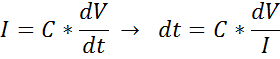 I = C * dV/dt → dt = C * dV/I